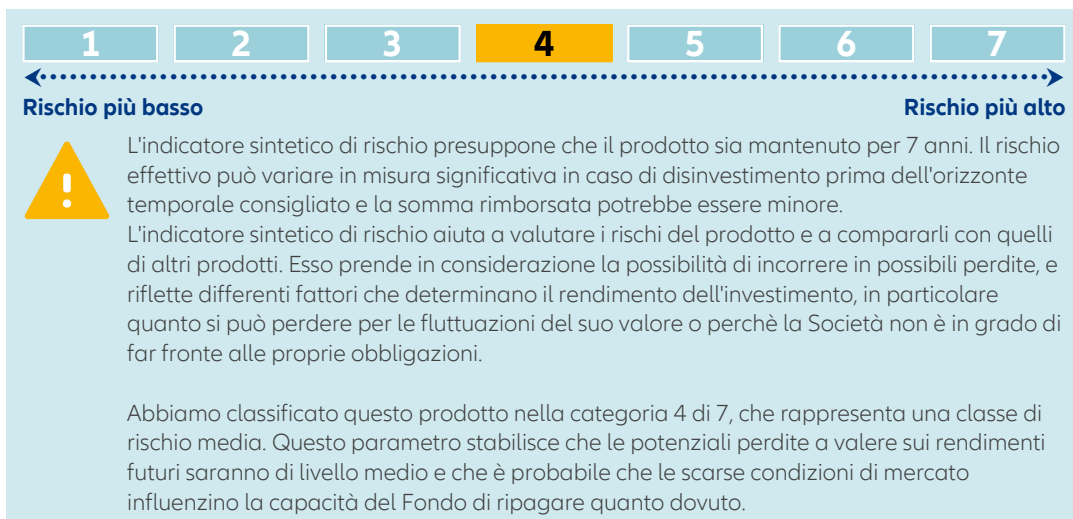 1 2 3 4 5 6 7
Rischio più basso Rischio più alto
L'indicatore sintetico di rischio presuppone che il prodotto sia mantenuto per 7 anni. Il rischio
effettivo può variare in misura significativa in caso di disinvestimento prima dell'orizzonte
temporale consigliato e la somma rimborsata potrebbe essere minore.
L'indicatore sintetico di rischio aiuta a valutare i rischi del prodotto e a compararli con quelli
di altri prodotti. Esso prende in considerazione la possibilità di incorrere in possibili perdite, e
riflette differenti fattori che determinano il rendimento dell'investimento, in particolare
quanto si può perdere per le fluttuazioni del suo valore o perchè la Società non è in grado di
far fronte alle proprie obbligazioni.
Abbiamo classificato questo prodotto nella categoria 4 di 7, che rappresenta una classe di
rischio media. Questo parametro stabilisce che le potenziali perdite a valere sui rendimenti
futuri saranno di livello medio e che è probabile che le scarse condizioni di mercato
influenzino la capacità del Fondo di ripagare quanto dovuto.